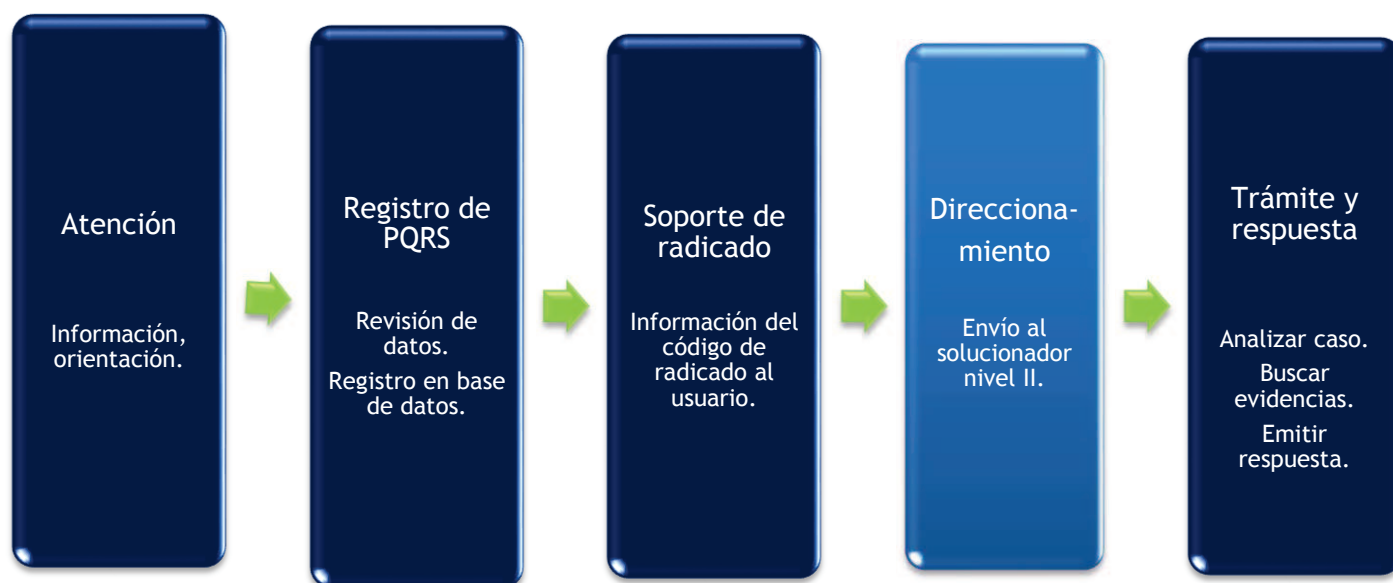 Atención
Información,
orientación.
Registro de
PQRS
Revisión de
datos.
Registro en base
de datos.
Soporte de
radicado
Información del
código de
radicado al
usuario.
Direcciona-
miento
Envío al
solucionador
nivel II.
Trámite y
respuesta
Analizar caso.
Buscar
evidencias.
Emitir
respuesta.